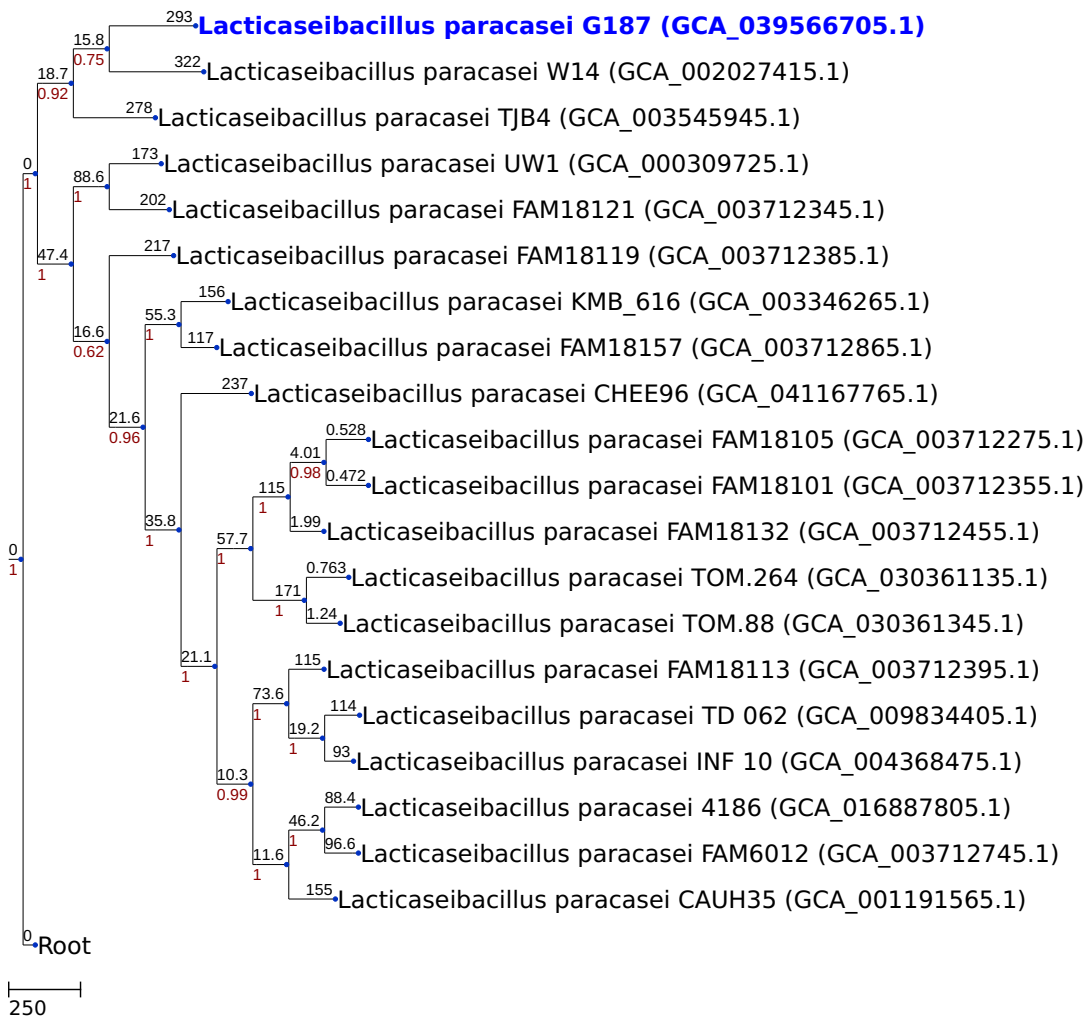 293
Lacticaseibacillus paracasei G187 (GCA_039566705.1)
15.8
0.75
322
Lacticaseibacillus paracasei W14 (GCA_002027415.1)
18.7
0.92
278
Lacticaseibacillus paracasei TJB4 (GCA_003545945.1)
0
1
173
Lacticaseibacillus paracasei UW1 (GCA_000309725.1)
88.6
1
202
Lacticaseibacillus paracasei FAM18121 (GCA_003712345.1)
47.4
1
217
Lacticaseibacillus paracasei FAM18119 (GCA_003712385.1)
16.6
0.62
156
Lacticaseibacillus paracasei KMB_616 (GCA_003346265.1)
55.3
1
117
Lacticaseibacillus paracasei FAM18157 (GCA_003712865.1)
21.6
0.96
237
Lacticaseibacillus paracasei CHEE96 (GCA_041167765.1)
35.8
1
0.528
Lacticaseibacillus paracasei FAM18105 (GCA_003712275.1)
4.01
0.98
0.472
Lacticaseibacillus paracasei FAM18101 (GCA_003712355.1)
115
1
1.99
Lacticaseibacillus paracasei FAM18132 (GCA_003712455.1)
57.7
1
0.763
Lacticaseibacillus paracasei TOM.264 (GCA_030361135.1)
171
1
1.24
Lacticaseibacillus paracasei TOM.88 (GCA_030361345.1)
0
1
21.1
1
115
Lacticaseibacillus paracasei FAM18113 (GCA_003712395.1)
73.6
1
114
Lacticaseibacillus paracasei TD 062 (GCA_009834405.1)
19.2
1
93
Lacticaseibacillus paracasei INF 10 (GCA_004368475.1)
10.3
0.99
88.4
Lacticaseibacillus paracasei 4186 (GCA_016887805.1)
46.2
1
96.6
Lacticaseibacillus paracasei FAM6012 (GCA_003712745.1)
11.6
1
155
Lacticaseibacillus paracasei CAUH35 (GCA_001191565.1)
0
Root
250